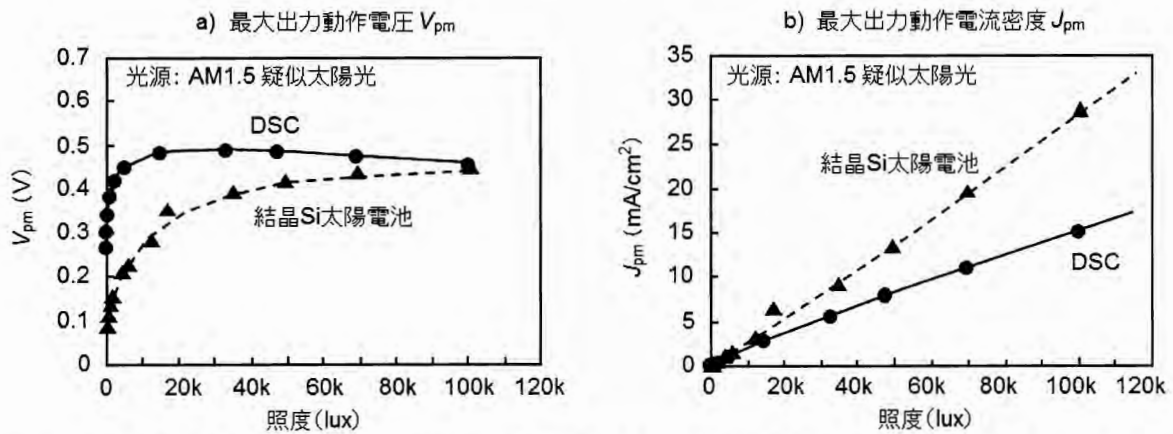 a) 最大出力動作電圧 Vpm
0.7
0.6
0.5
0.4
0.3
0.2
0.1
0
Vpm (V)
光源: AM1.5 疑似太陽光
DSC
結晶Si太陽電池
0 20k 40k 60k 80k 100k 120k
照度(lux)
b) 最大出力動作電流密度 Jpm
35
30
25
20
15
10
5
0
Jpm (mA/cm²)
光源: AM1.5 疑似太陽光
結晶Si太陽電池
DSC
0 20k 40k 60k 80k 100k 120k
照度(lux)